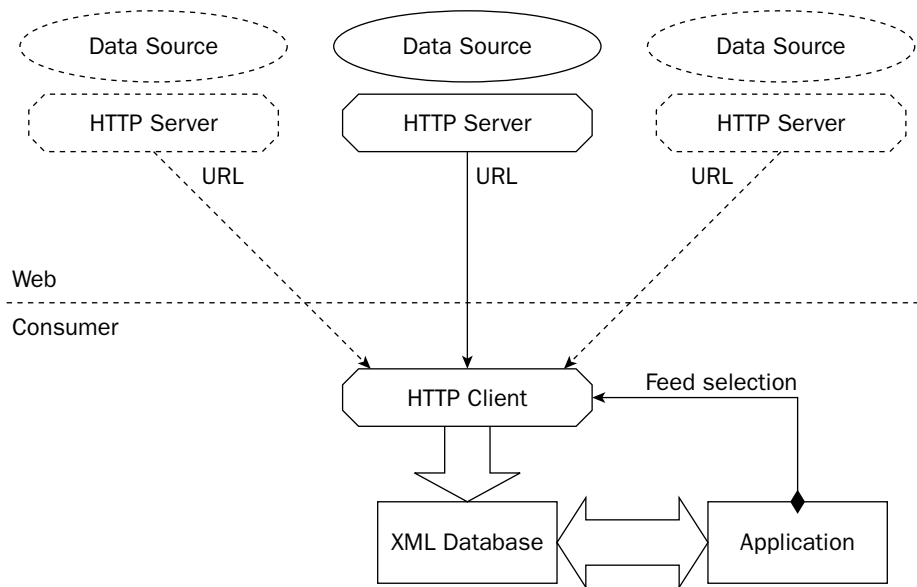 Data Source
Data Source
Data Source
HTTP Server
HTTP Server
HTTP Server
URL
URL
URL
Web
Consumer
Feed selection
HTTP Client
XML Database
Application